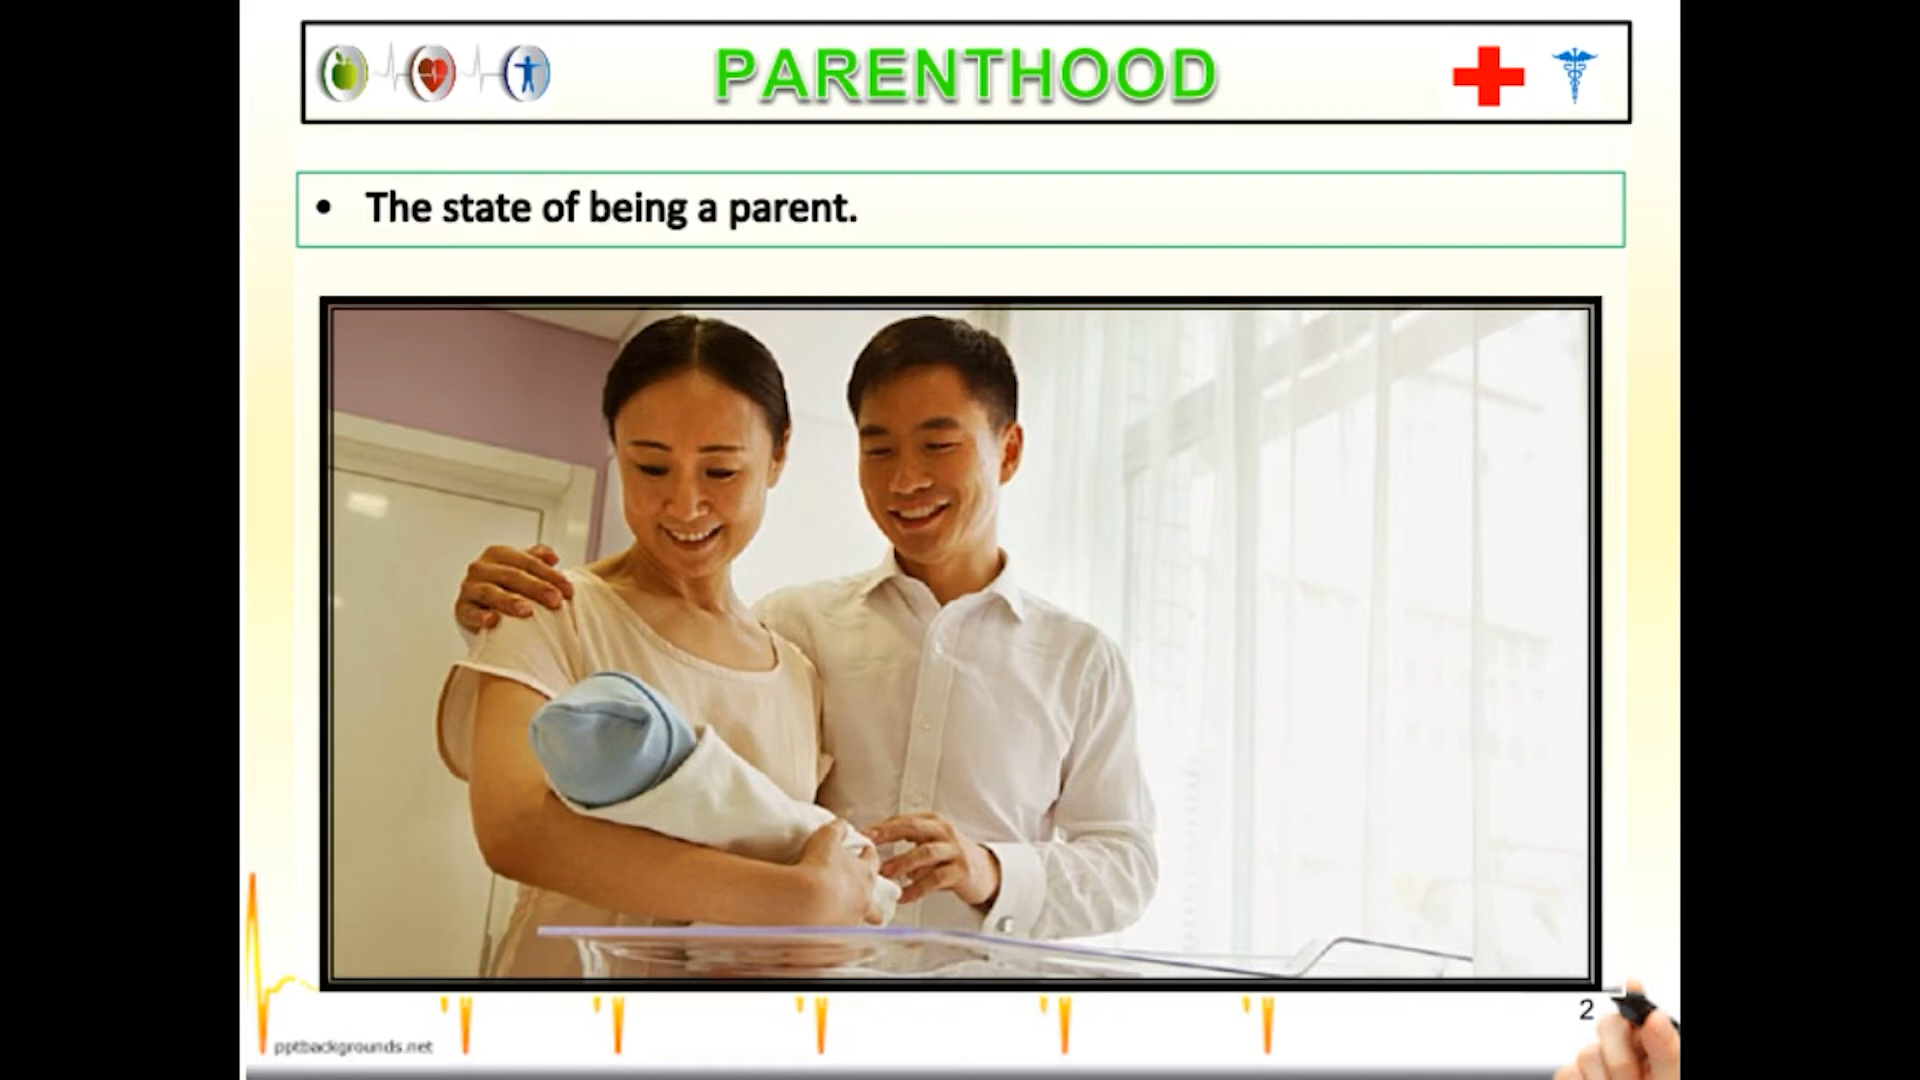 PARENTHOOD
• The state of being a parent.
2
pptbackgrounds.net